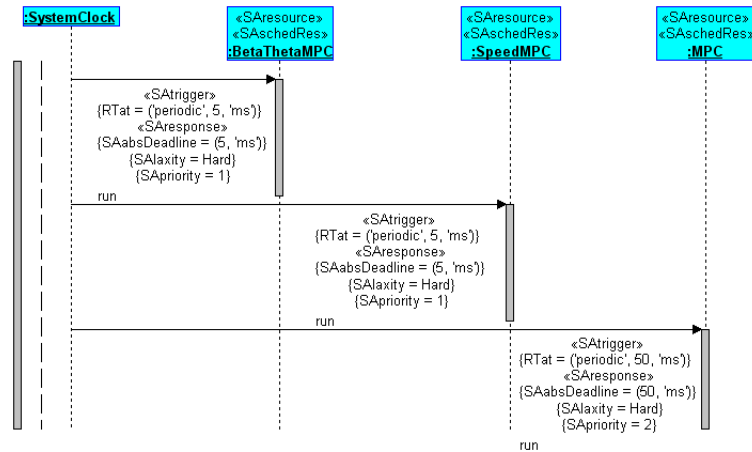 :SystemClock
«SAresource»
«SAschedRes»
:BetaThetaMPC
«SAresource»
«SAschedRes»
:SpeedMPC
«SAresource»
«SAschedRes»
:MPC
«SAtrigger»
{RTat = ('periodic', 5, 'ms')}
«SAresponse»
{SAabsDeadline = (5, 'ms')}
{SAlaxity = Hard}
{SApriority = 1}
run
«SAtrigger»
{RTat = ('periodic', 5, 'ms')}
«SAresponse»
{SAabsDeadline = (5, 'ms')}
{SAlaxity = Hard}
{SApriority = 1}
run
«SAtrigger»
{RTat = ('periodic', 50, 'ms')}
«SAresponse»
{SAabsDeadline = (50, 'ms')}
{SAlaxity = Hard}
{SApriority = 2}
run